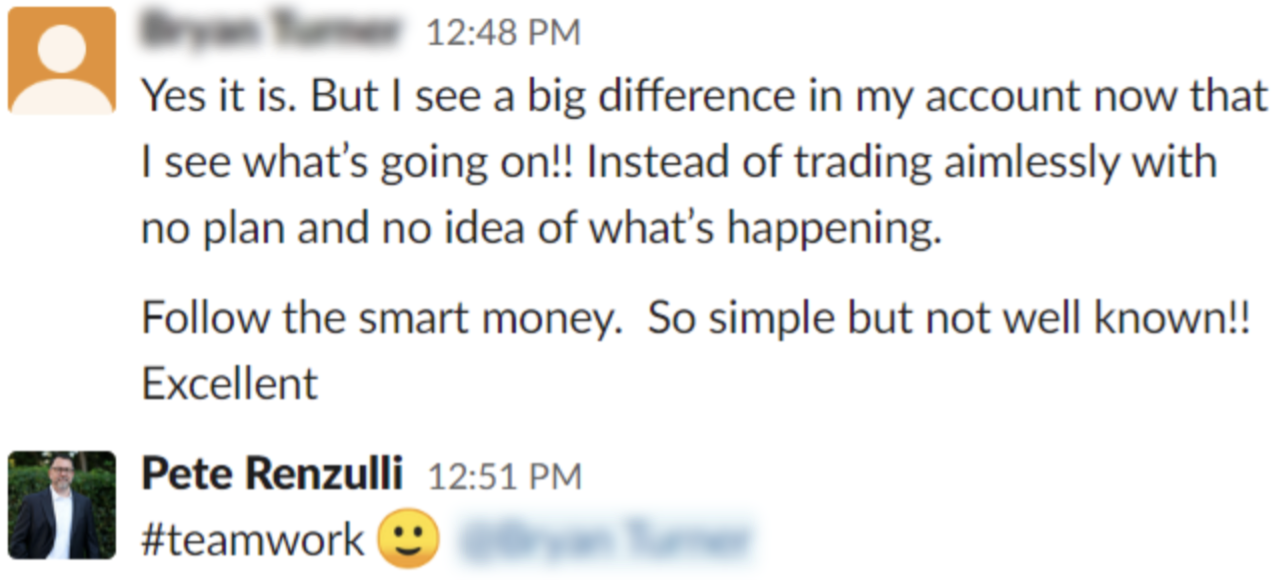 12:48 PM
Yes it is. But I see a big difference in my account now that
I see what’s going on!! Instead of trading aimlessly with
no plan and no idea of what’s happening.
Follow the smart money.  So simple but not well known!!
Excellent
Pete Renzulli 12:51 PM
#teamwork 🙂